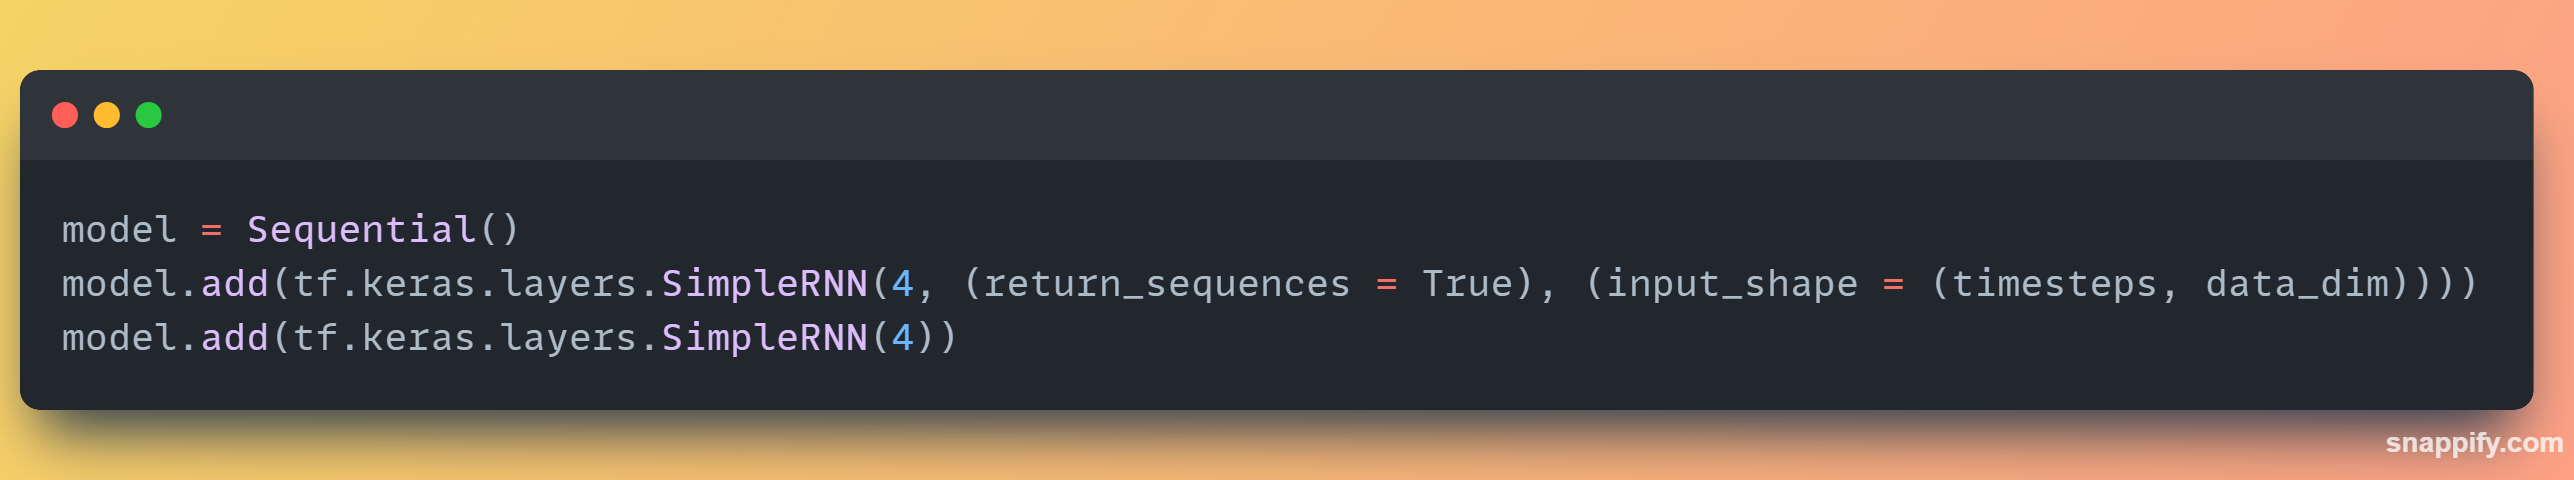 model = Sequential()
model.add(tf.keras.layers.SimpleRNN(4, (return_sequences = True), (input_shape = (timesteps, data_dim))))
model.add(tf.keras.layers.SimpleRNN(4))
snappify.com